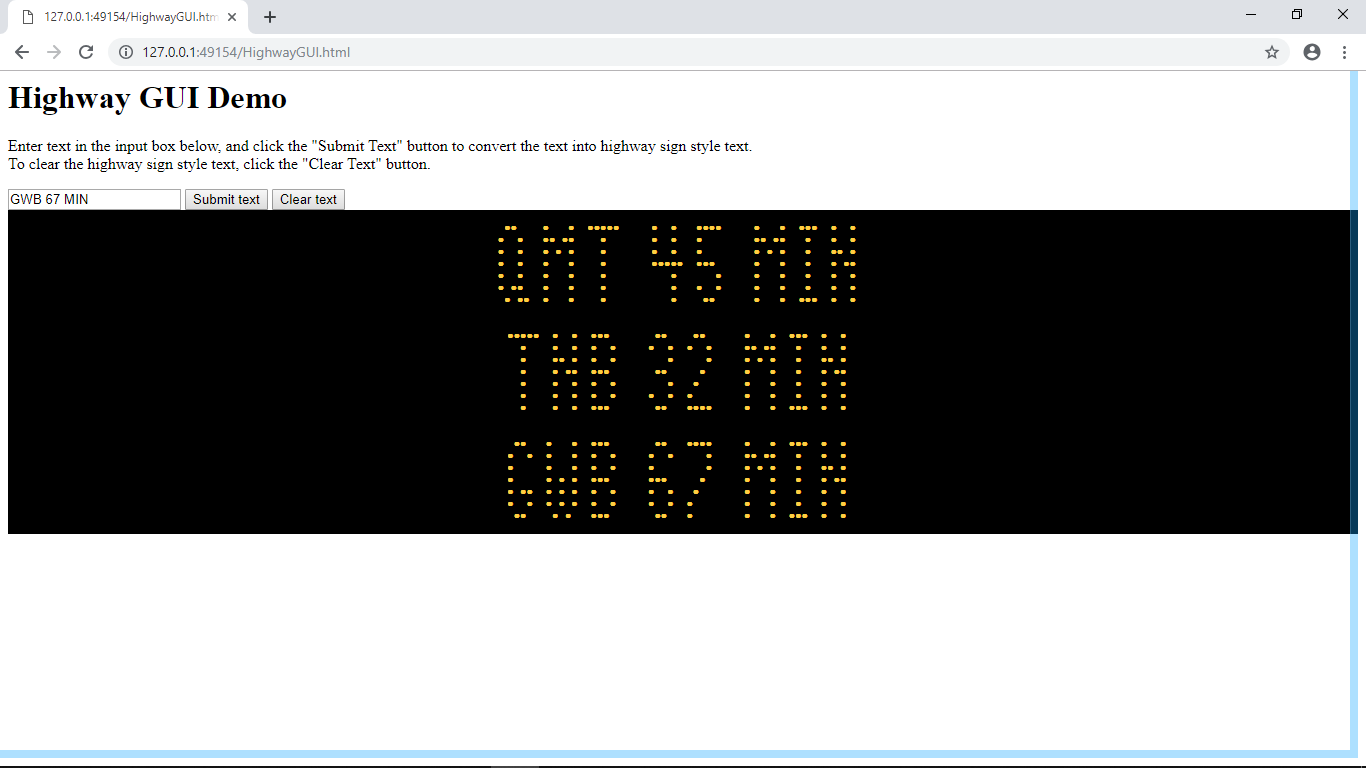 127.0.0.1:49154/HighwayGUI.htm
127.0.0.1:49154/HighwayGUI.html
Highway GUI Demo
Enter text in the input box below, and click the "Submit Text" button to convert the text into highway sign style text.
To clear the highway sign style text, click the "Clear Text" button.
GWB 67 MIN Submit text Clear text
QMT 45 MIN
THB 32 MIN
GWB 67 MIN